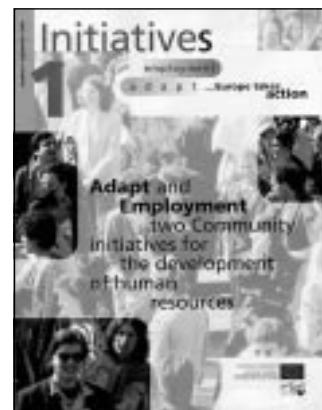 Initiatives
1
employment
adapt ...Europe takes
action
Adapt and
Employment
two Community
initiatives for
the development
of human
resources